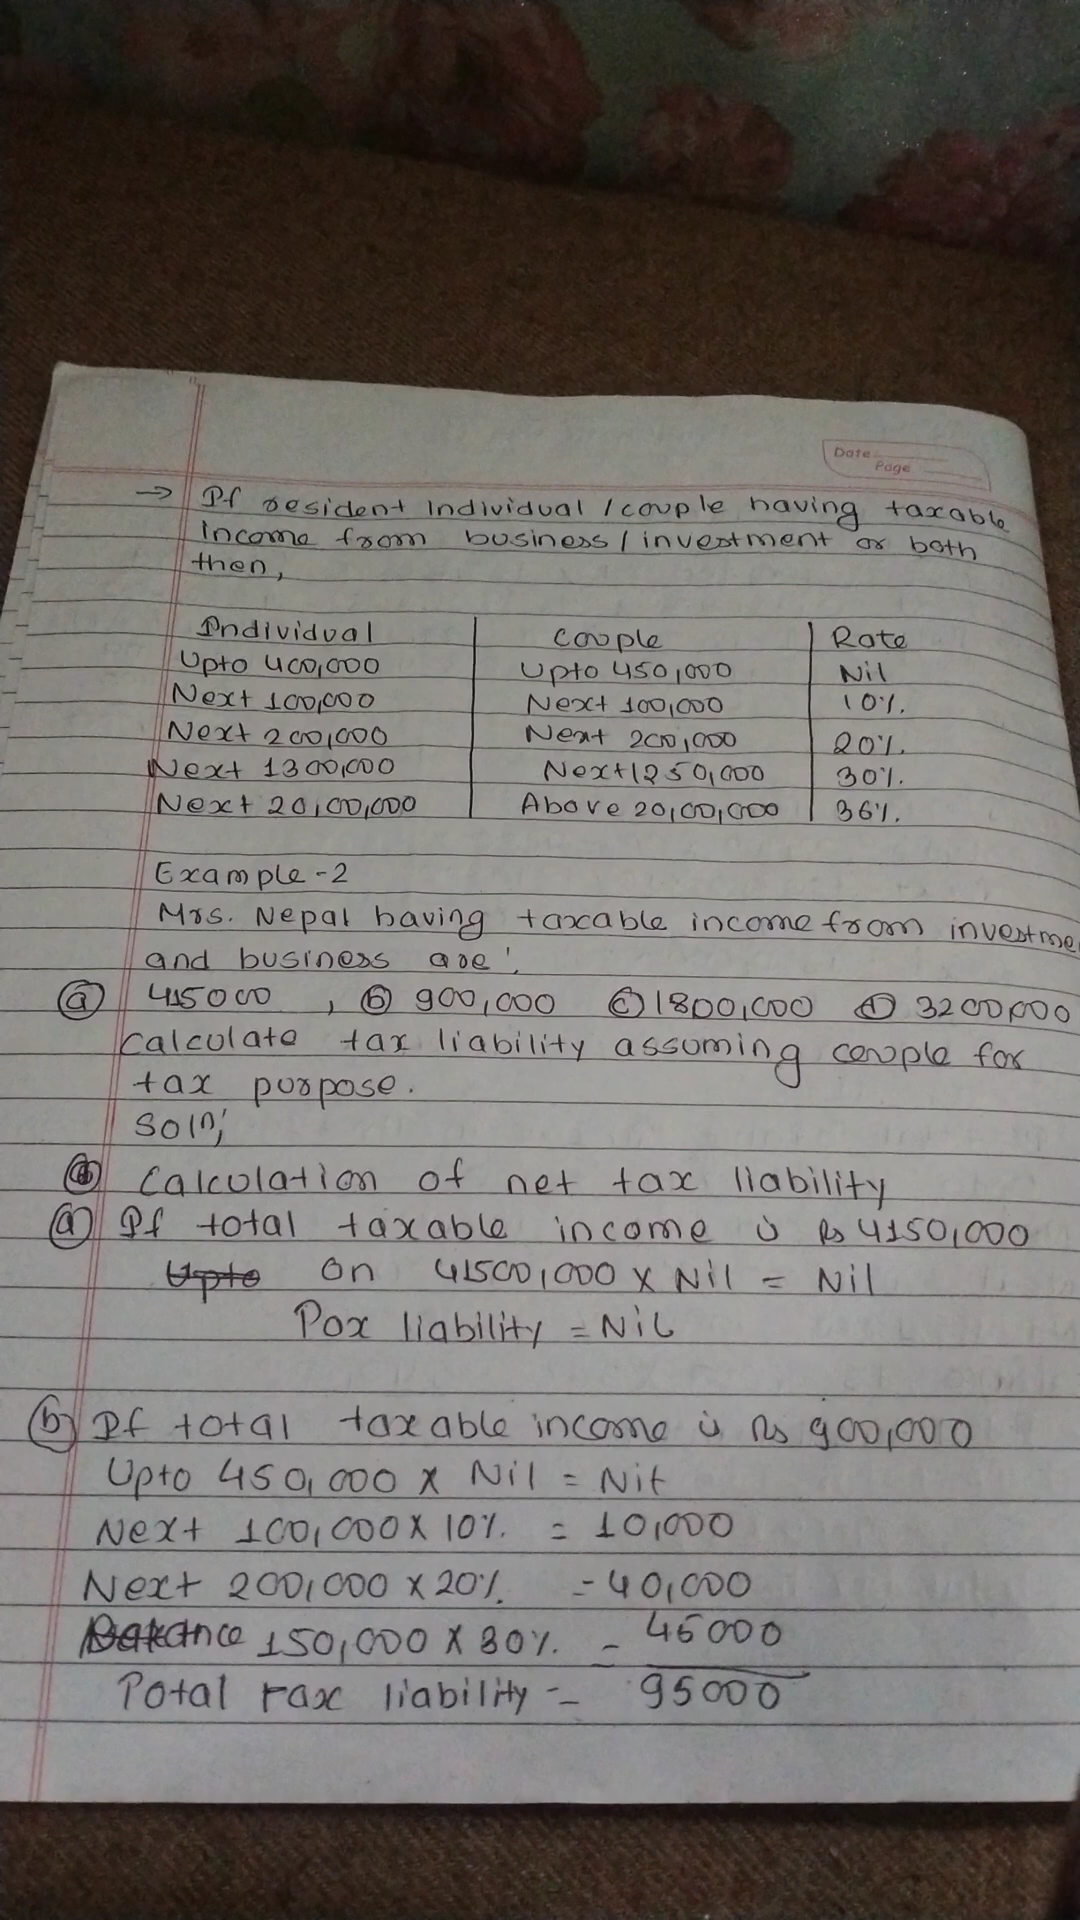 Date
Page
→ If resident Individual / couple having taxable
Income from business / investment or both
then,
Individual Couple Rate
Upto 400,000 Upto 450,000 Nil
Next 100,000 Next 100,000 10%.
Next 200,000 Next 200,000 20%.
Next 1300,000 Next 1250,000 30%.
Next 20,00,000 Above 20,00,000 36%.
Example-2
Mrs. Nepal having taxable income from investme
and business are:
(a) 415000, (b) 900,000 (c) 1800,000 (d) 3200,000
Calculate tax liability assuming couple for
tax purpose.
Soln;
Calculation of net tax liability
(a) If total taxable income is Rs 4150,000
Upto On 41500,000 x Nil = Nil
Tax liability = Nil
(b) If total taxable income is Rs 900,000
Upto 450,000 x Nil = Nil
Next 100,000 x 10%. = 10,000
Next 200,000 x 20%. = 40,000
Balance 150,000 x 30%. = 45000
Total Tax liability = 95000